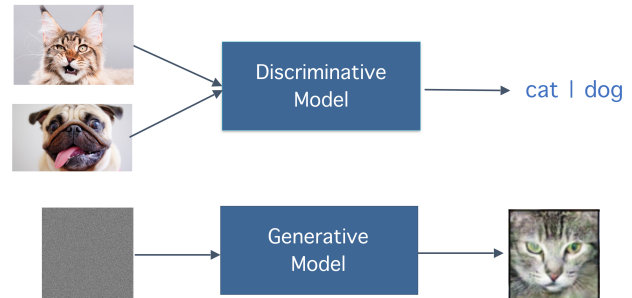 Discriminative
Model
cat | dog
Generative
Model